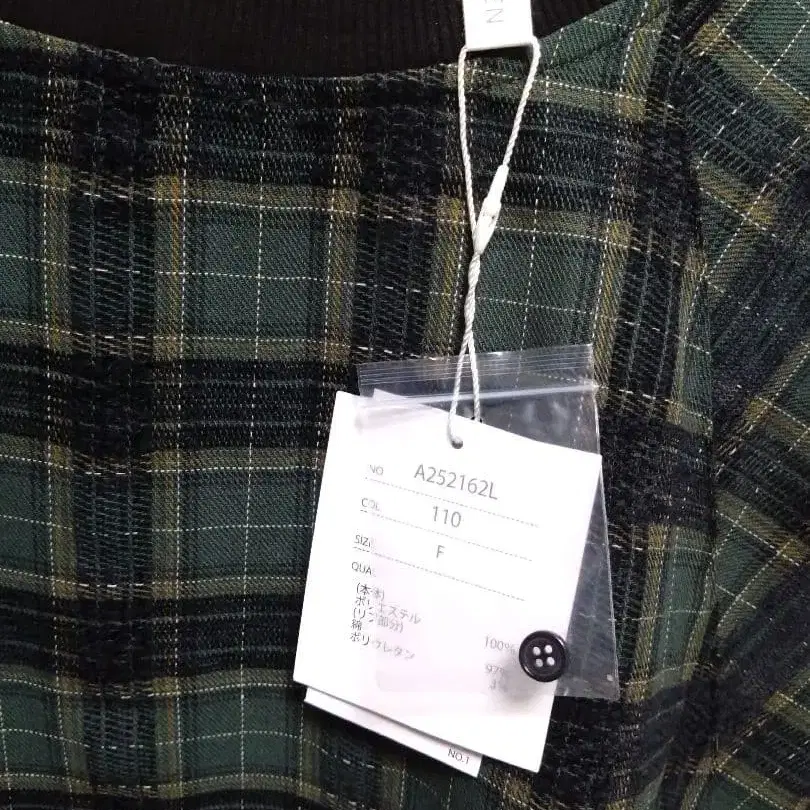 EN
NO. A252162L
COL 110
SIZE F
QUA
(本体)
ポリエステル 100%
(リブ部分)
綿 97%
ポリウレタン 3%
NO.1